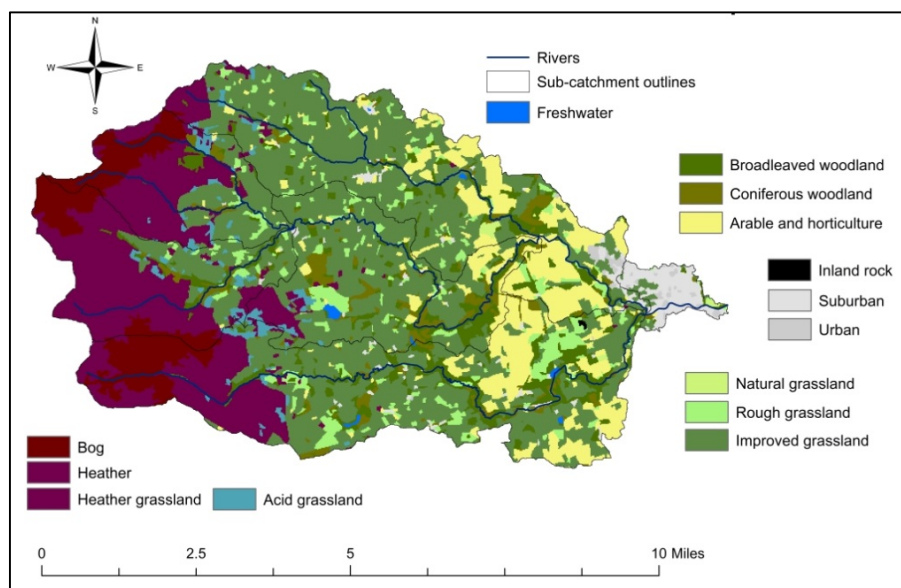 N
W
E
S
Rivers
Sub-catchment outlines
Freshwater
Broadleaved woodland
Coniferous woodland
Arable and horticulture
Inland rock
Suburban
Urban
Natural grassland
Rough grassland
Improved grassland
Bog
Heather
Heather grassland
Acid grassland
0 2.5 5 10 Miles